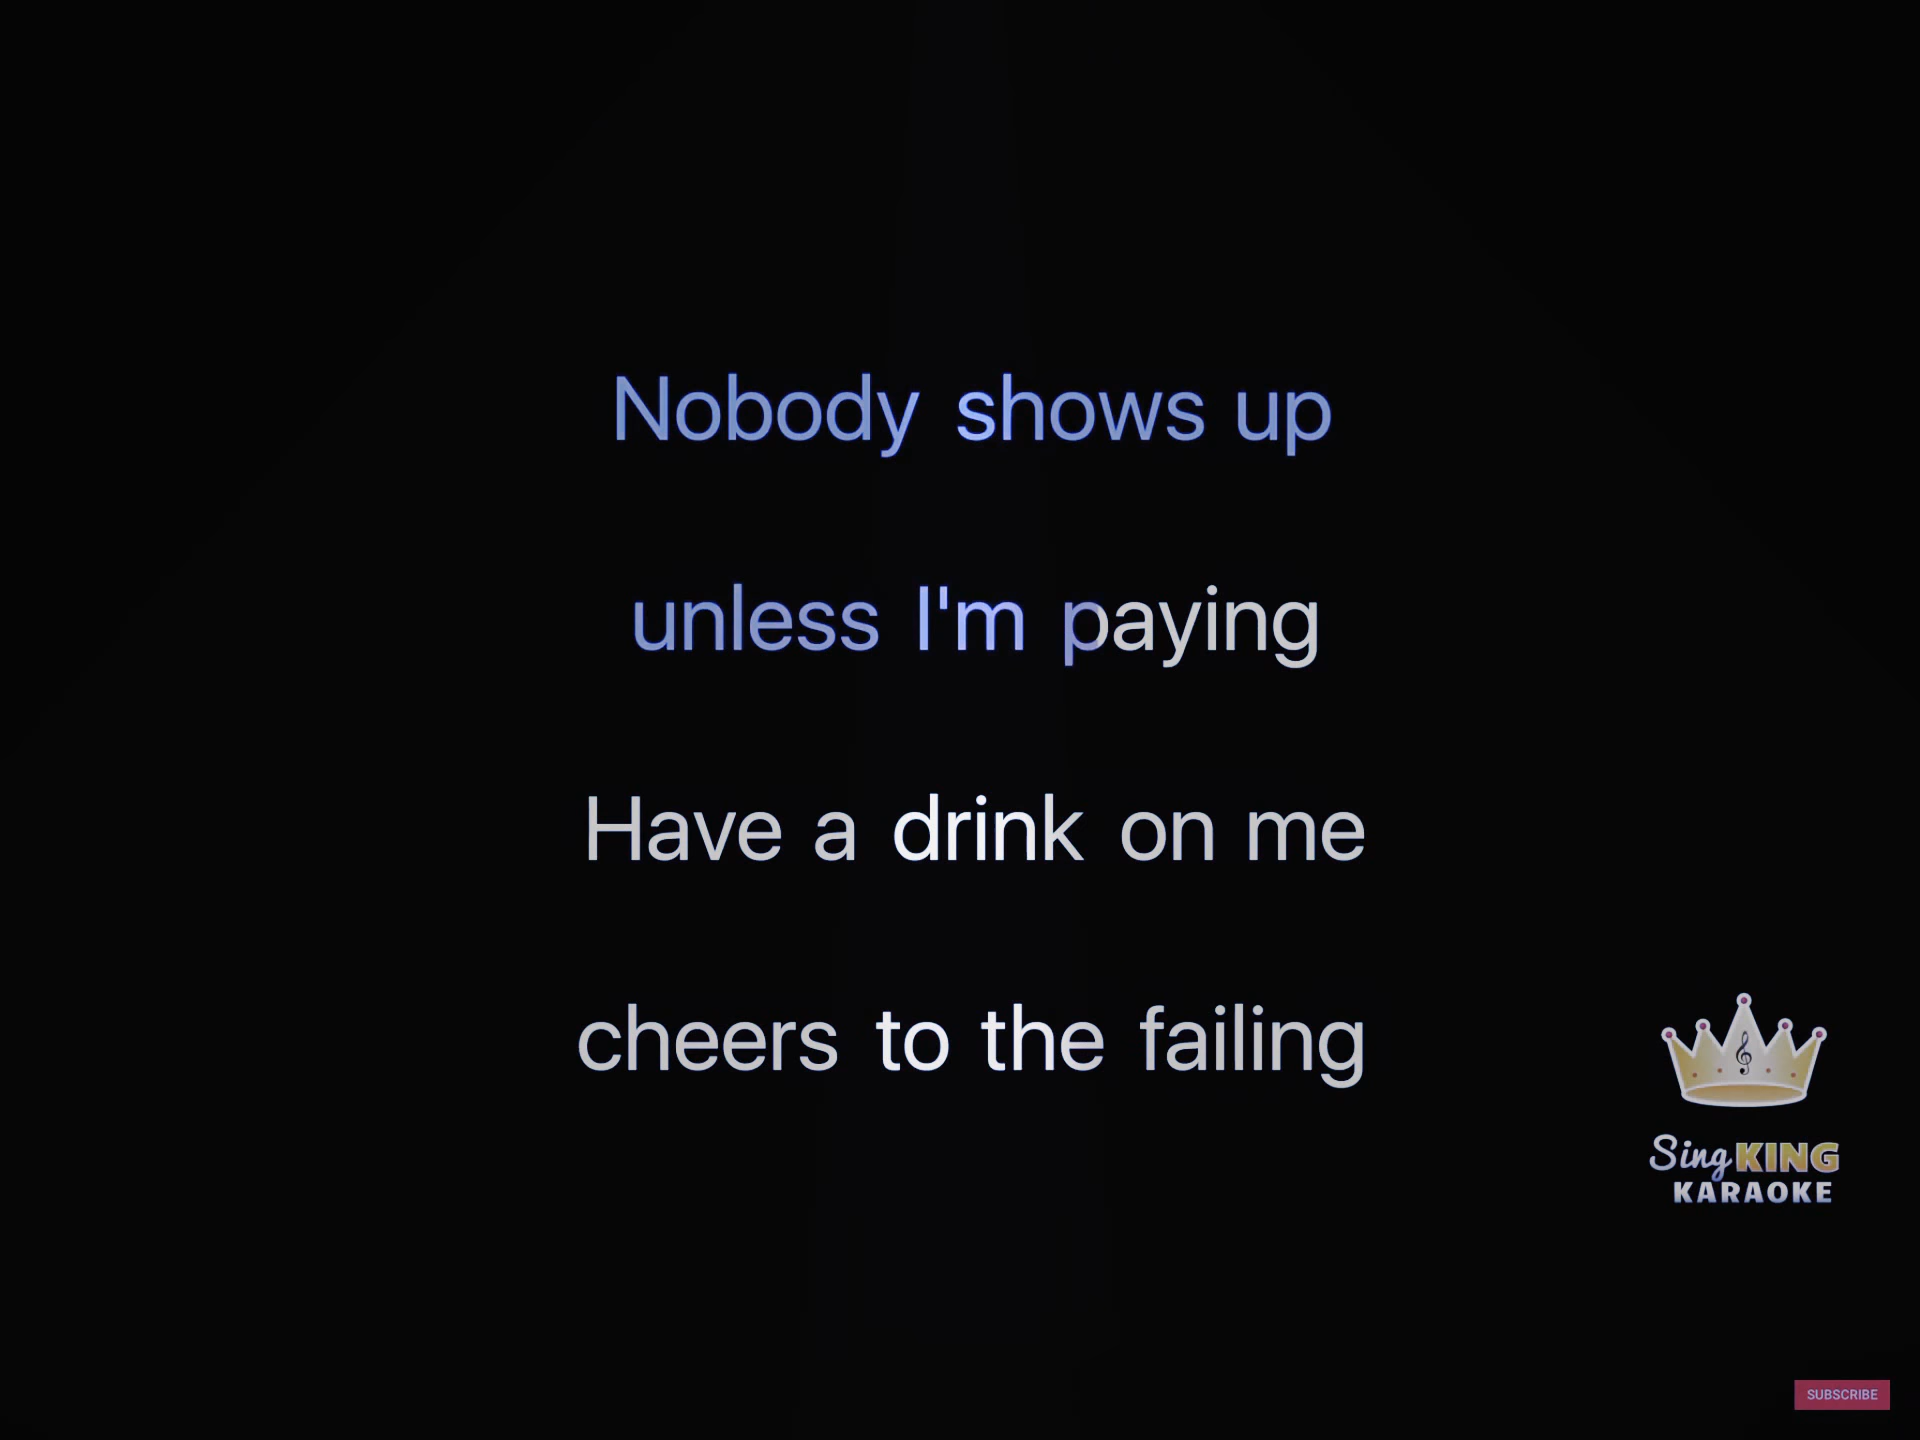 Nobody shows up
unless I'm paying
Have a drink on me
cheers to the failing
Sing KING
KARAOKE
SUBSCRIBE